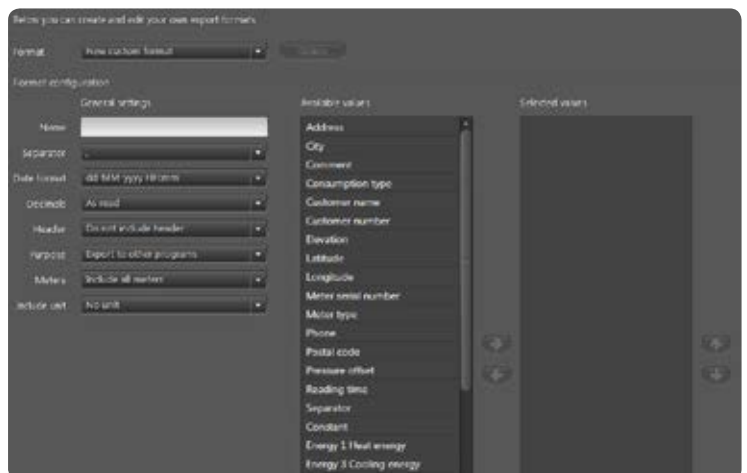 Below you can create and edit your own export formats
Format
New custom format
Format configuration
General settings
Name
Separator
Date format
dd MM yyyy HH:mm
Decimals
As read
Header
Do not include header
Purpose
Export to other programs
Meters
Include all meters
Include unit
No unit
Available values
Address
City
Comment
Consumption type
Customer name
Customer number
Elevation
Latitude
Longitude
Meter serial number
Meter type
Phone
Postal code
Pressure offset
Reading time
Separator
Constant
Energy 1 Heat energy
Energy 3 Cooling energy
Selected values